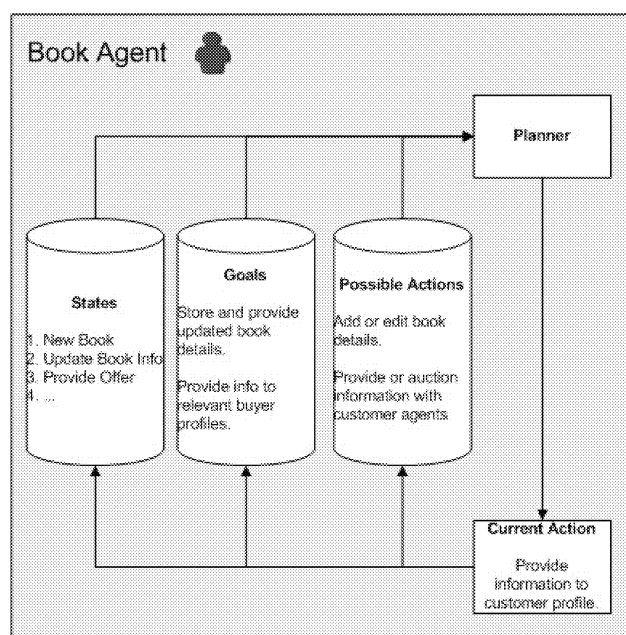 Book Agent
Planner
States
1. New Book
2. Update Book Info
3. Provide Offer
4. ...
Goals
Store and provide
updated book
details.
Provide info to
relevant buyer
profiles.
Possible Actions
Add or edit book
details.
Provide or auction
information with
customer agents
Current Action
Provide
information to
customer profile.